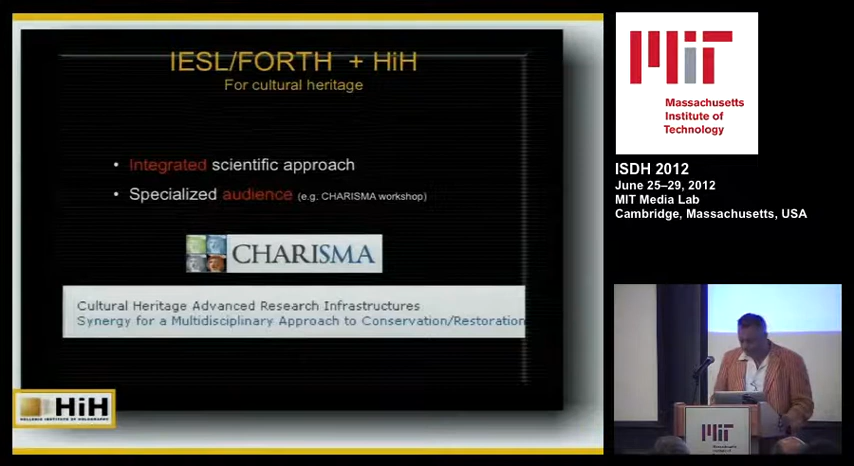 IESL/FORTH + HiH
For cultural heritage
• Integrated scientific approach
• Specialized audience (e.g. CHARISMA workshop)
CHARISMA
Cultural Heritage Advanced Research Infrastructures
Synergy for a Multidisciplinary Approach to Conservation/Restoration
HiH
HELLENIC INSTITUTE OF HOLOGRAPHY
MIT
Massachusetts
Institute of
Technology
ISDH 2012
June 25–29, 2012
MIT Media Lab
Cambridge, Massachusetts, USA
MIT